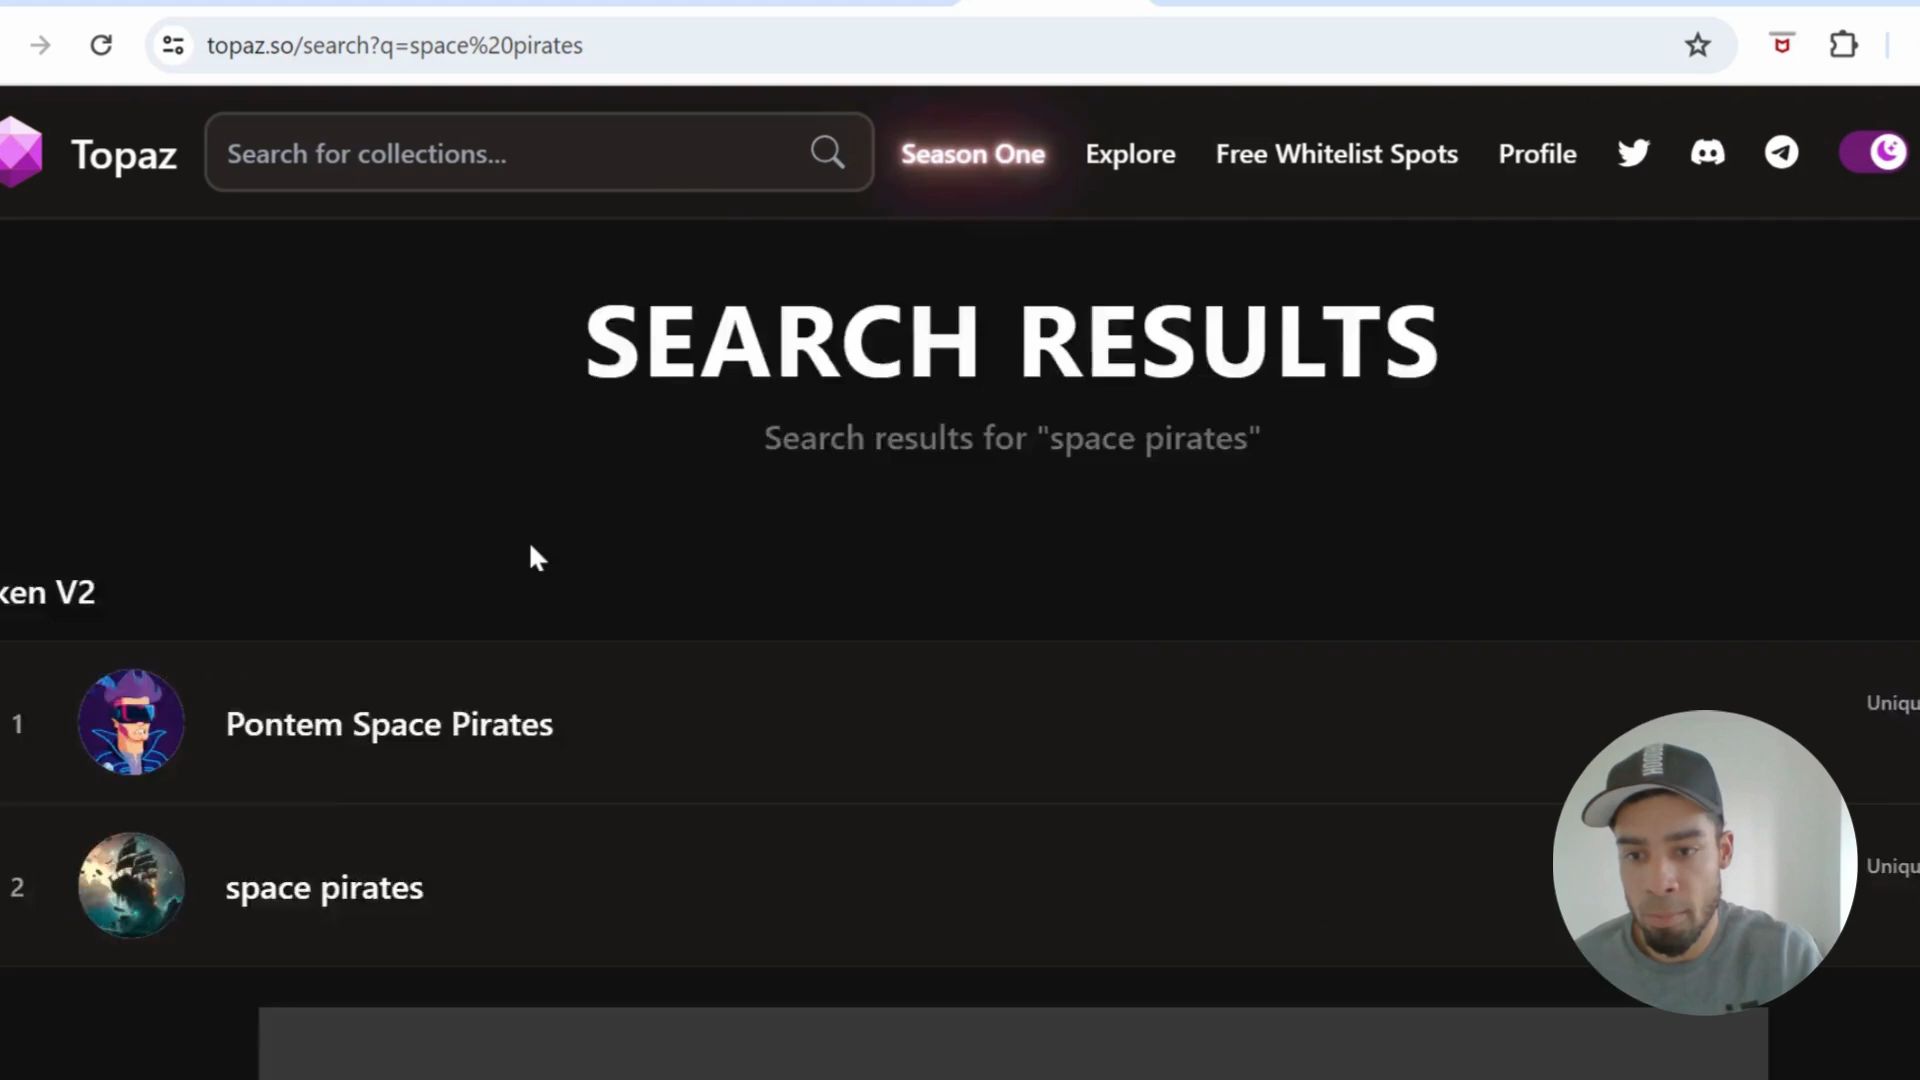 topaz.so/search?q=space%20pirates
Topaz
Search for collections...
Season One
Explore
Free Whitelist Spots
Profile
SEARCH RESULTS
Search results for "space pirates"
ken V2
1
Pontem Space Pirates
Uniqu
2
space pirates
Uniqu